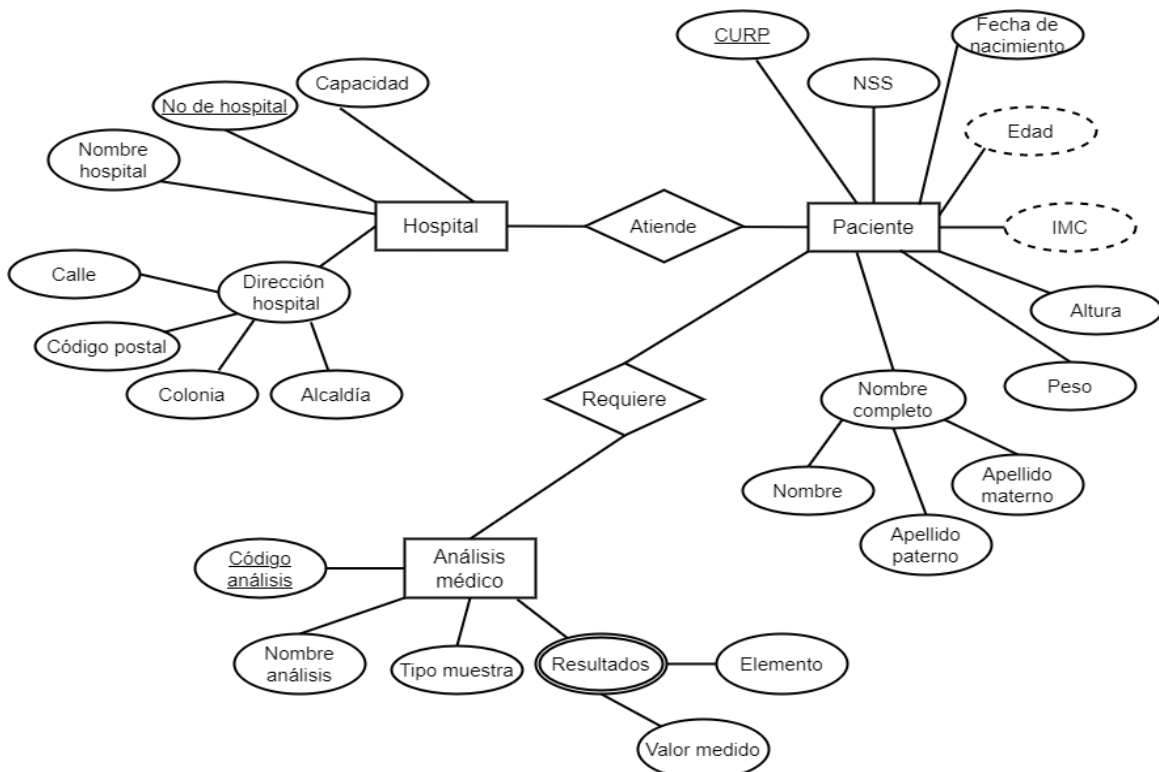 CURP
Fecha de
nacimiento
NSS
Capacidad
No de hospital
Nombre
hospital
Edad
Hospital
Atiende
Paciente
IMC
Calle
Dirección
hospital
Altura
Código postal
Colonia
Alcaldía
Requiere
Nombre
completo
Peso
Nombre
Apellido
materno
Apellido
paterno
Código
análisis
Análisis
médico
Nombre
análisis
Tipo muestra
Resultados
Elemento
Valor medido